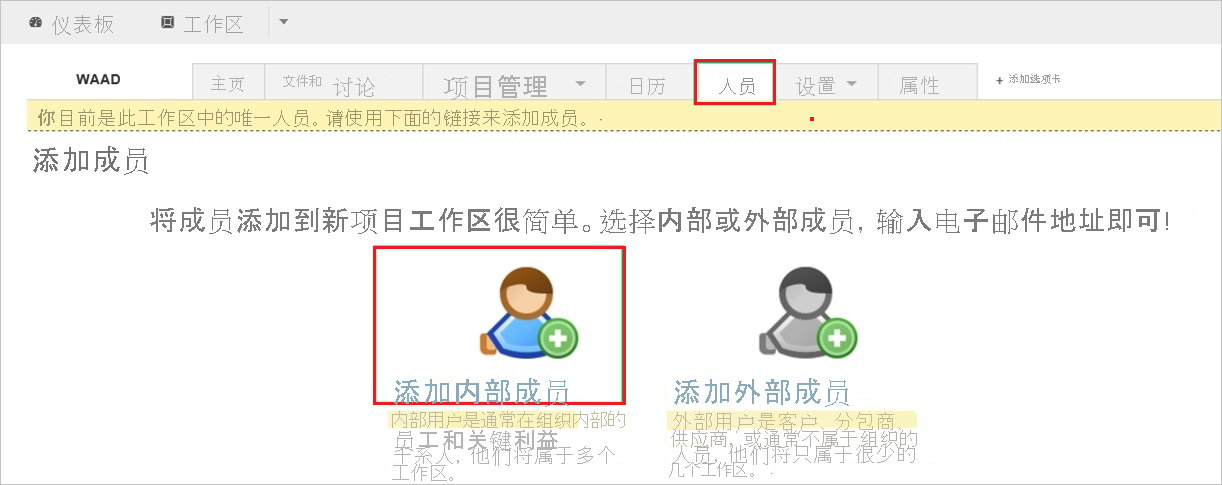 仪表板 工作区
WAAD 主页 文件和 讨论 项目管理 日历 人员 设置 属性 + 添加选项卡
你目前是此工作区中的唯一人员。请使用下面的链接来添加成员。
添加成员
将成员添加到新项目工作区很简单。选择内部或外部成员, 输入电子邮件地址即可!
添加内部成员
内部用户是通常在组织内部的
员工和关键利益
干系人, 他们将属于多个
工作区。
添加外部成员
外部用户是客户、分包商、
供应商, 或通常不属于组织的
人员, 他们将只属于很少的
几个工作区。